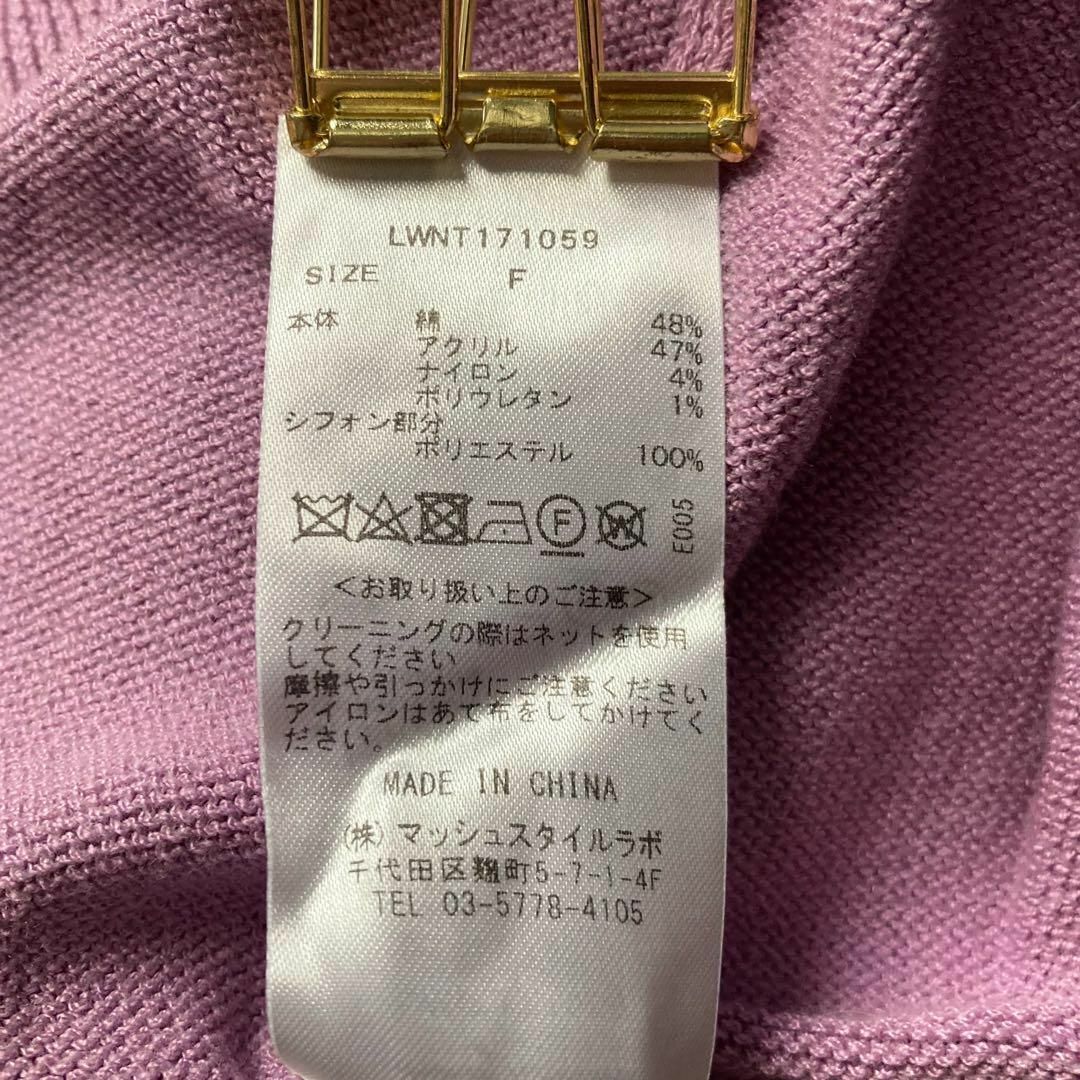 LWNT171059
SIZE F
本体 綿 48%
アクリル 47%
ナイロン 4%
ポリウレタン 1%
シフォン部分
ポリエステル 100%
F W E005
<お取り扱い上のご注意>
クリーニングの際はネットを使用
してください
摩擦や引っかけにご注意ください
アイロンはあて布をしてかけてく
ださい。
MADE IN CHINA
(株)マッシュスタイルラボ
千代田区麹町5-7-1-4F
TEL 03-5778-4105